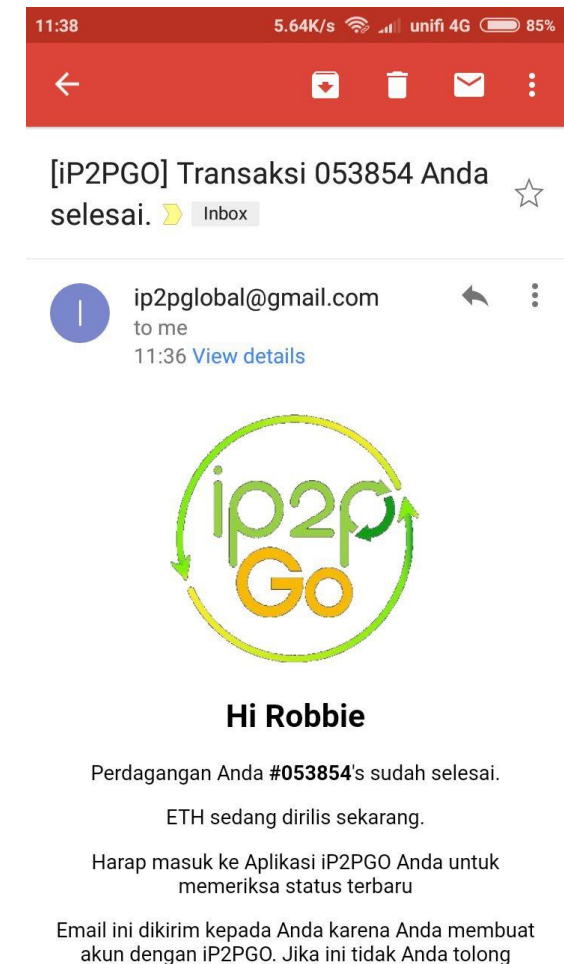 11:38 5.64K/s unifi 4G 85%
[iP2PGO] Transaksi 053854 Anda
selesai. Inbox
I
ip2pglobal@gmail.com
to me
11:36 View details
ip2p
Go
Hi Robbie
Perdagangan Anda #053854's sudah selesai.
ETH sedang dirilis sekarang.
Harap masuk ke Aplikasi iP2PGO Anda untuk
memeriksa status terbaru
Email ini dikirim kepada Anda karena Anda membuat
akun dengan iP2PGO. Jika ini tidak Anda tolong